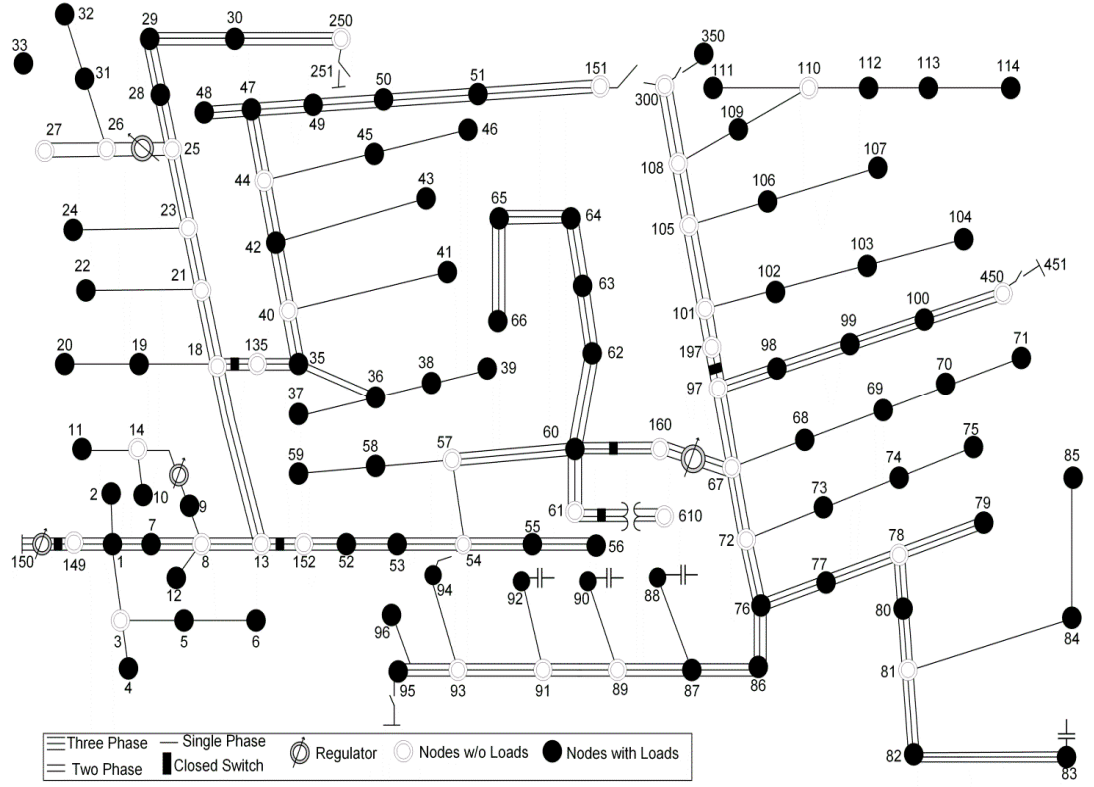 32 29 30 250 350
33 251 151 111 110 112 113 114
31 50 51 300
28 48 47 49 109
27 26 25 45 46 108 107
44 43 65 64 106
24 23 42 105 104
22 21 41 63 103 450 451
40 102 100
101 99 71
20 19 18 135 35 66 197 98 70
36 38 39 62 97 69
37 68
11 14 57 60 160 75 85
59 58 67 74
2 10 9 73 79
7 61 610 72 78
150 149 1 8 13 152 52 53 54 55 56 77
12 94 92 90 88 76 80
96 84
3 5 6 81
4 95 93 91 89 87 86
82 83
Three Phase Single Phase Regulator Nodes w/o Loads Nodes with Loads
Two Phase Closed Switch